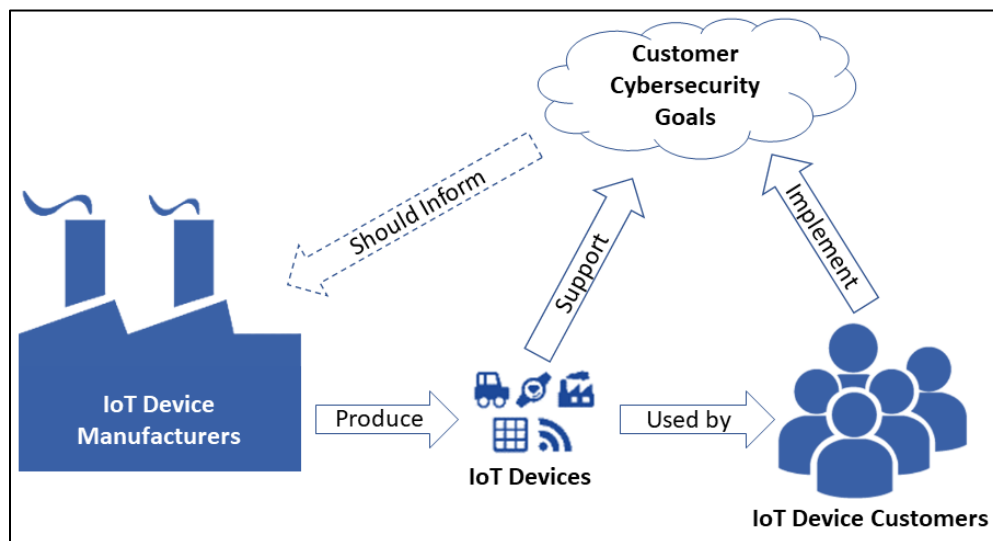 Customer
Cybersecurity
Goals
Should Inform
Support
Implement
IoT Device
Manufacturers
Produce
Used by
IoT Devices
IoT Device Customers